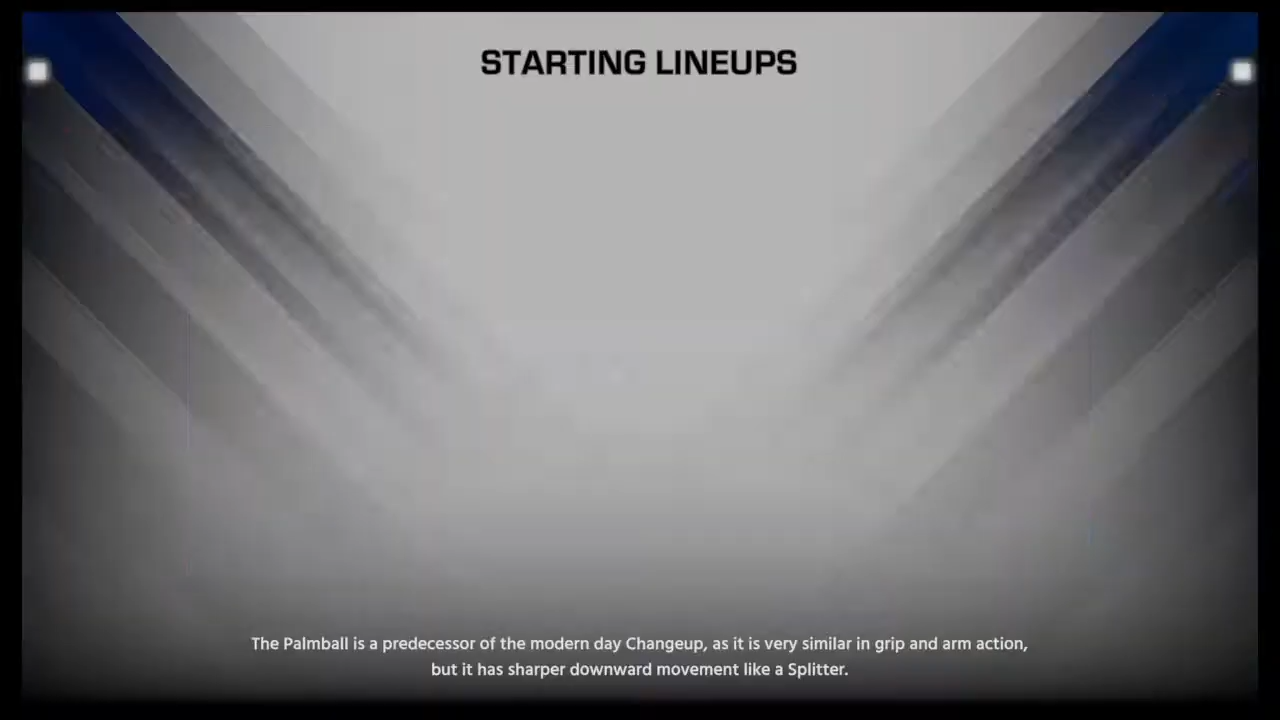 STARTING LINEUPS
The Palmball is a predecessor of the modern day Changeup, as it is very similar in grip and arm action,
but it has sharper downward movement like a Splitter.